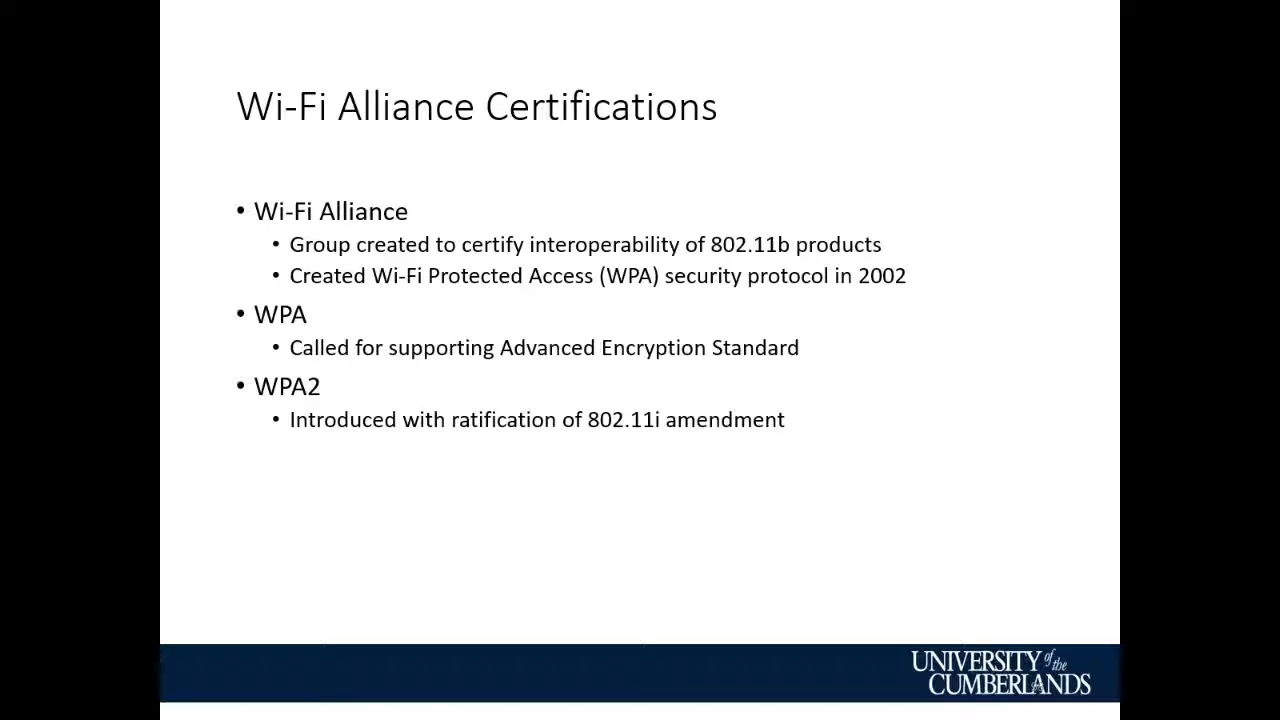 Wi-Fi Alliance Certifications
• Wi-Fi Alliance
• Group created to certify interoperability of 802.11b products
• Created Wi-Fi Protected Access (WPA) security protocol in 2002
• WPA
• Called for supporting Advanced Encryption Standard
• WPA2
• Introduced with ratification of 802.11i amendment
UNIVERSITY of the
CUMBERLANDS